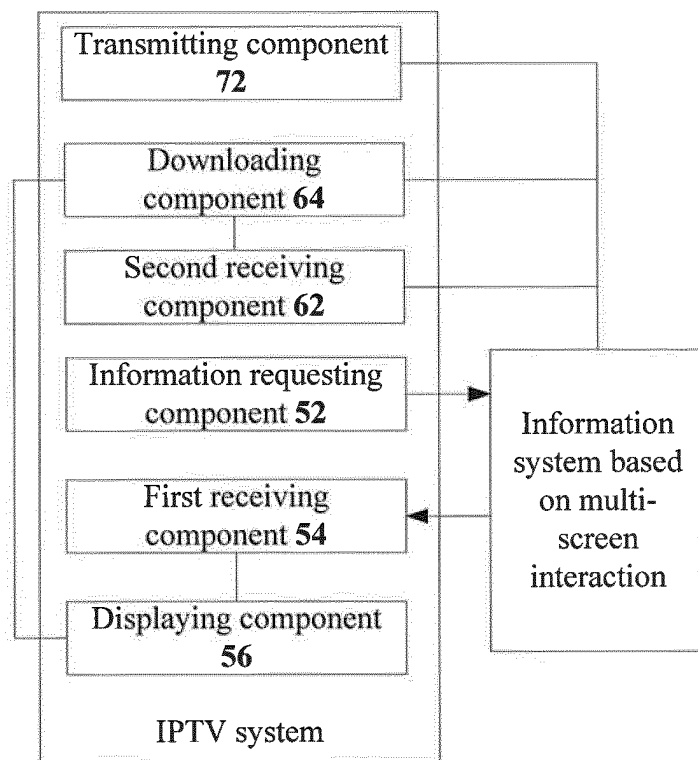 Transmitting component
72
Downloading
component 64
Second receiving
component 62
Information requesting
component 52
First receiving
component 54
Displaying component
56
IPTV system
Information
system based
on multi-
screen
interaction